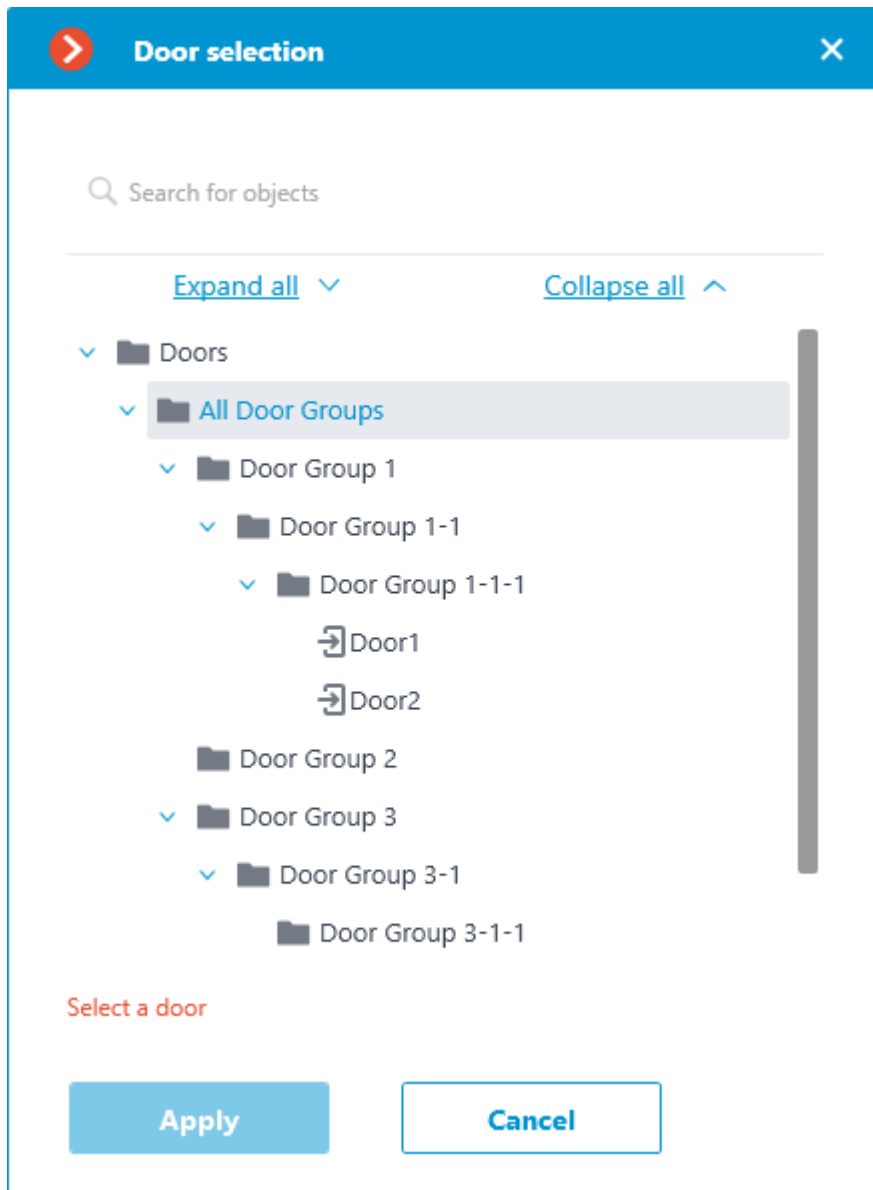 Door selection
Search for objects
Expand all Collapse all
Doors
All Door Groups
Door Group 1
Door Group 1-1
Door Group 1-1-1
Door1
Door2
Door Group 2
Door Group 3
Door Group 3-1
Door Group 3-1-1
Select a door
Apply Cancel